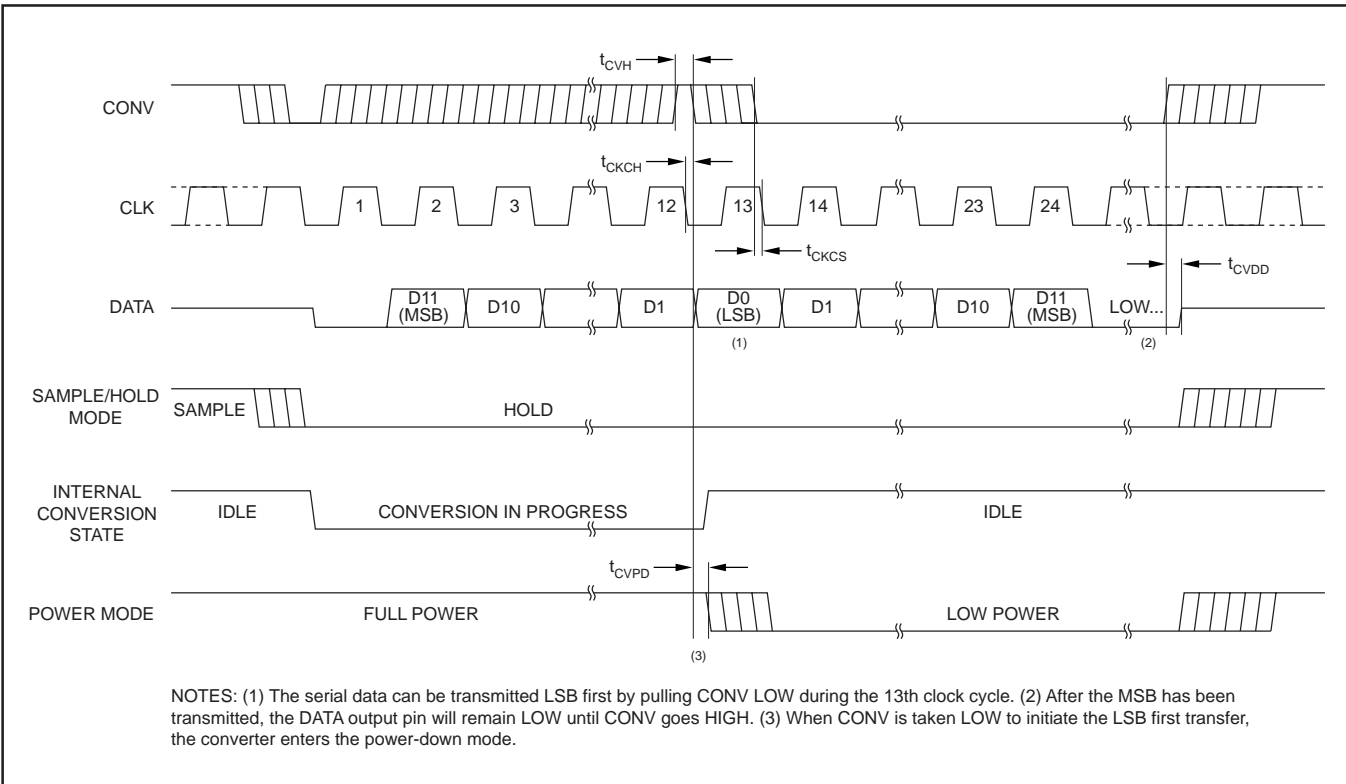 t_CVH
CONV
t_CKCH
CLK
1 2 3 12 13 14 23 24
t_CKCS
t_CVDD
DATA
D11
(MSB)
D10
D1
D0
(LSB)
D1
D10
D11
(MSB)
LOW...
(1)
(2)
SAMPLE/HOLD
MODE
SAMPLE
HOLD
INTERNAL
CONVERSION
STATE
IDLE
CONVERSION IN PROGRESS
IDLE
t_CVPD
POWER MODE
FULL POWER
LOW POWER
(3)
NOTES: (1) The serial data can be transmitted LSB first by pulling CONV LOW during the 13th clock cycle. (2) After the MSB has been
transmitted, the DATA output pin will remain LOW until CONV goes HIGH. (3) When CONV is taken LOW to initiate the LSB first transfer,
the converter enters the power-down mode.